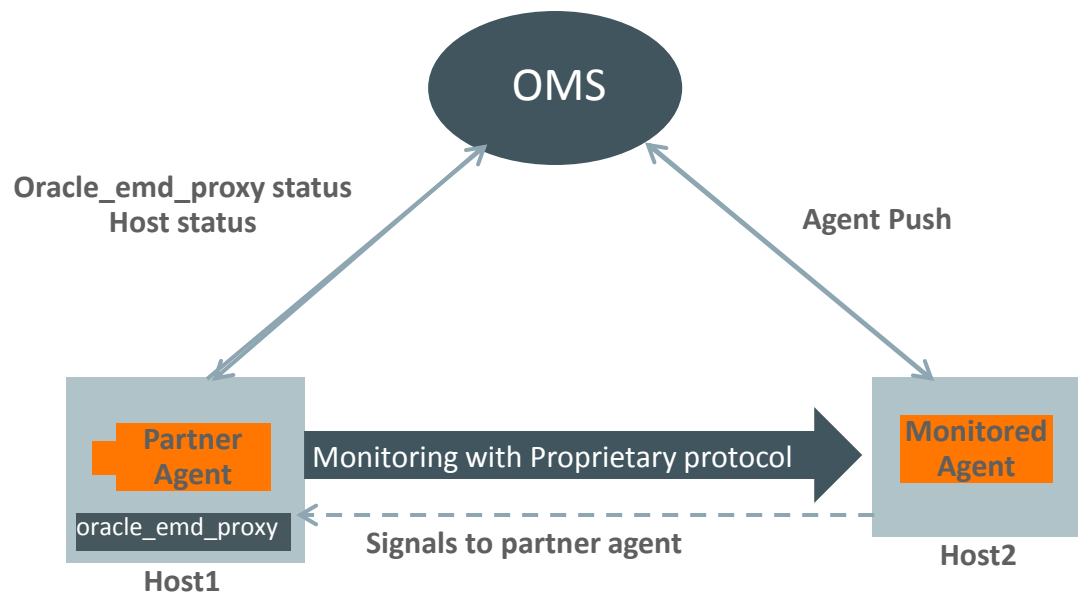 OMS
Oracle_emd_proxy status
Host status
Agent Push
Partner
Agent
Monitoring with Proprietary protocol
Monitored
Agent
oracle_emd_proxy
Signals to partner agent
Host1
Host2